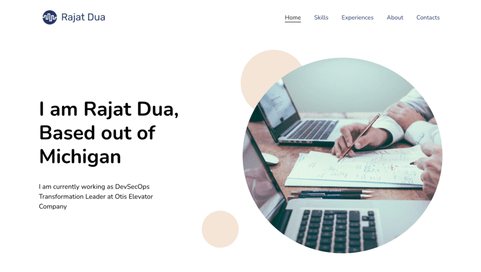 Rajat Dua
Home Skills Experiences About Contacts
I am Rajat Dua,
Based out of
Michigan
I am currently working as DevSecOps
Transformation Leader at Otis Elevator
Company